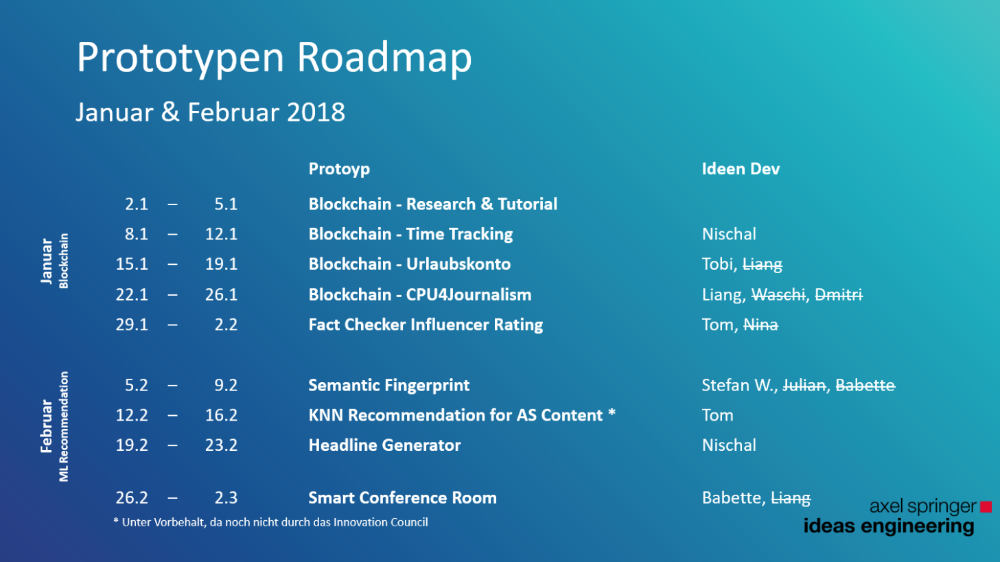 Prototypen Roadmap
Januar & Februar 2018
Protoyp Ideen Dev
Januar
Blockchain
2.1 – 5.1 Blockchain - Research & Tutorial
8.1 – 12.1 Blockchain - Time Tracking Nischal
15.1 – 19.1 Blockchain - Urlaubskonto Tobi, Liang
22.1 – 26.1 Blockchain - CPU4Journalism Liang, Waschi, Dmitri
29.1 – 2.2 Fact Checker Influencer Rating Tom, Nina
Februar
ML Recommendation
5.2 – 9.2 Semantic Fingerprint Stefan W., Julian, Babette
12.2 – 16.2 KNN Recommendation for AS Content * Tom
19.2 – 23.2 Headline Generator Nischal
26.2 – 2.3 Smart Conference Room Babette, Liang
* Unter Vorbehalt, da noch nicht durch das Innovation Council
axel springer
ideas engineering